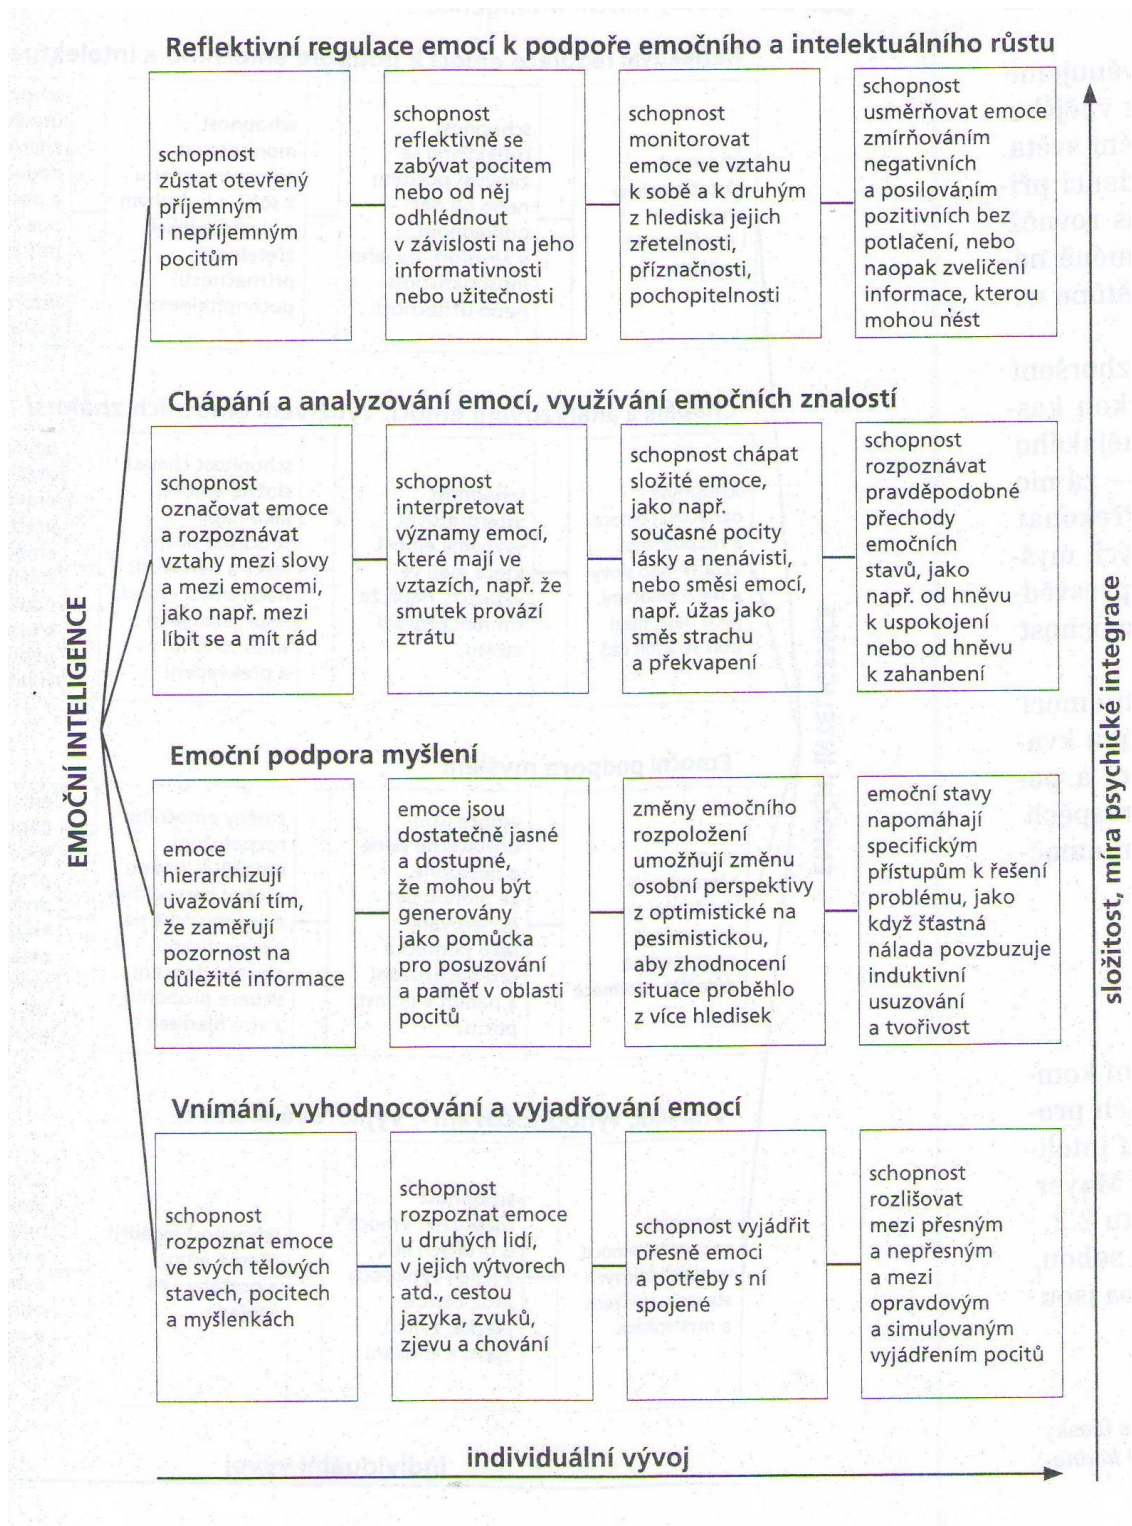 Reflektivní regulace emocí k podpoře emočního a intelektuálního růstu
schopnost
zůstat otevřený
příjemným
i nepříjemným
pocitům
schopnost
reflektivně se
zabývat pocitem
nebo od něj
odhlédnout
v závislosti na jeho
informativnosti
nebo užitečnosti
schopnost
monitorovat
emoce ve vztahu
k sobě a k druhým
z hlediska jejich
zřetelnosti,
příznačnosti,
pochopitelnosti
schopnost
usměrňovat emoce
zmírňováním
negativních
a posilováním
pozitivních bez
potlačení, nebo
naopak zveličení
informace, kterou
mohou nést
Chápání a analyzování emocí, využívání emočních znalostí
schopnost
označovat emoce
a rozpoznávat
vztany mezi slovy
a mezi emocemi,
jako např. mezi
líbit se a mít rád
schopnost
interpretovat
významy emocí,
které mají ve
vztazích, např. že
smutek provází
ztrátu
schopnost chápat
složité emoce,
jako např.
současné pocity
lásky a nenávisti,
nebo směsi emocí,
např. úžas jako
směs strachu
a překvapení
schopnost
rozpoznávat
pravděpodobné
přechody
emočních
stavů, jako
např. od hněvu
k uspokojení
nebo od hněvu
k zahanbení
EMOČNÍ INTELIGENCE
Emoční podpora myšlení
emoce
hierarchizují
uvažování tím,
že zaměřují
pozornost na
důležité informace
emoce jsou
dostatečně jasné
a dostupné,
že mohou být
generovány
jako pomůcka
pro posuzování
a paměť v oblasti
pocitů
změny emočního
rozpoložení
umožňují změnu
osobní perspektivy
z optimistické na
pesimistickou,
aby zhodnocení
situace proběhlo
z více hledisek
emoční stavy
napomáhají
specifickým
přístupům k řešení
problému, jako
když šťastná
nálada povzbuzuje
induktivní
usuzování
a tvořivost
složitost, míra psychické integrace
Vnímání, vyhodnocování a vyjadřování emocí
schopnost
rozpoznat emoce
ve svých tělových
stavech, pocitech
a myšlenkách
schopnost
rozpoznat emoce
u druhých lidí,
v jejich výtvorech
atd., cestou
jazyka, zvuků,
zjevu a chování
schopnost vyjádřit
přesně emoci
a potřeby s ní
spojené
schopnost
rozlišovat
mezi přesným
a nepřesným
a mezi
opravdovým
a simulovaným
vyjádřením pocitů
individuální vývoj